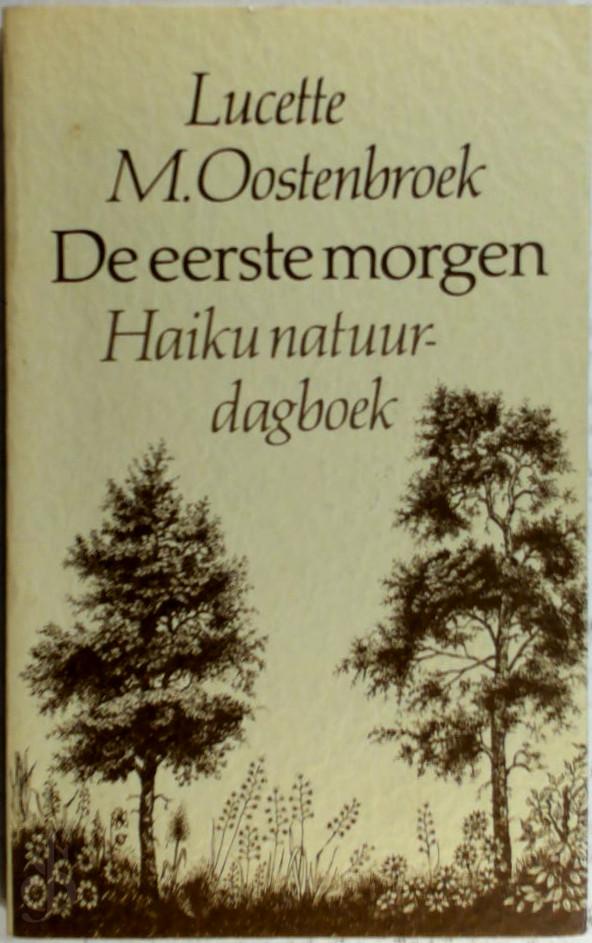 Lucette
M. Oostenbroek
De eerste morgen
Haiku natuur-
dagboek